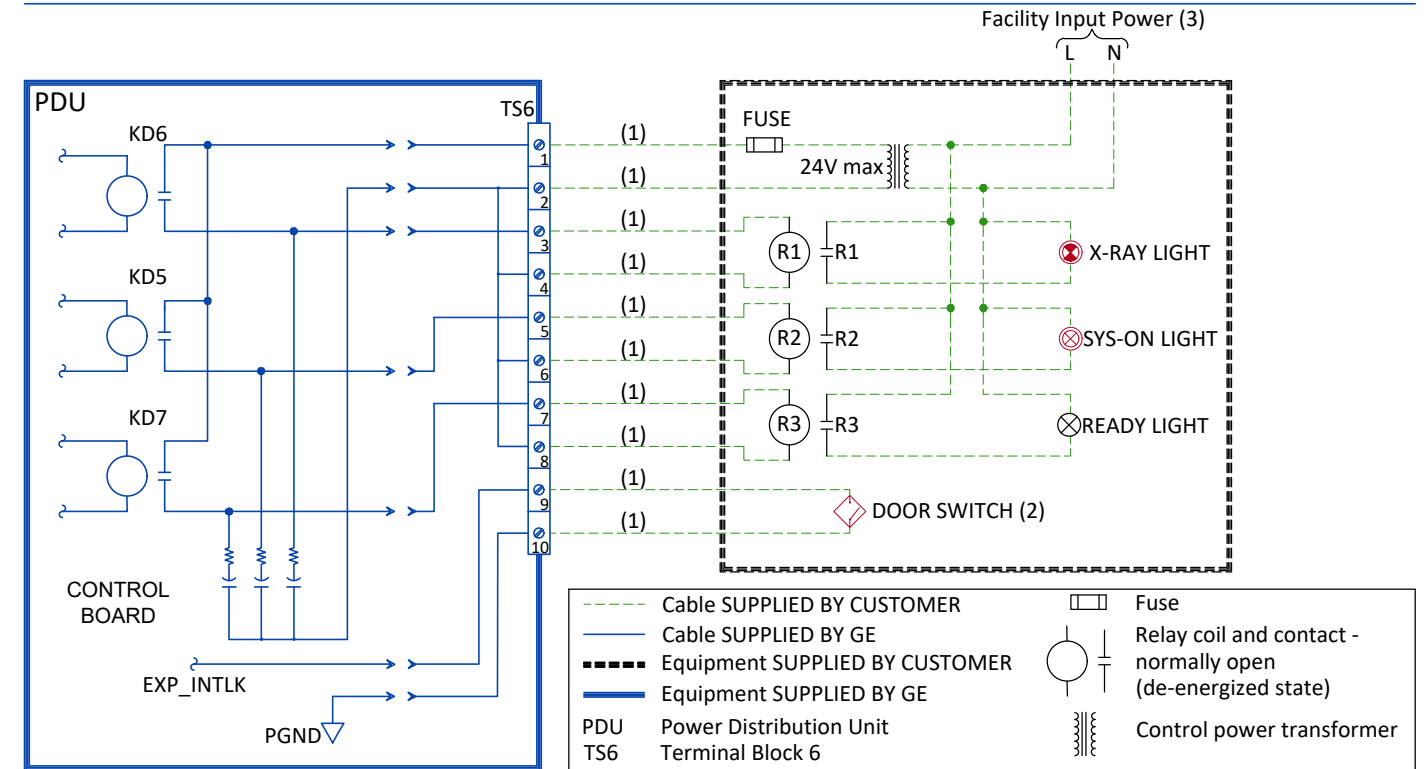 Facility Input Power (3)
L N
PDU
TS6
KD6
KD5
KD7
CONTROL
BOARD
EXP_INTLK
PGND
1
2
3
4
5
6
7
8
9
10
(1)
(1)
(1)
(1)
(1)
(1)
(1)
(1)
(1)
(1)
FUSE
24V max
R1 R1 X-RAY LIGHT
R2 R2 SYS-ON LIGHT
R3 R3 READY LIGHT
DOOR SWITCH (2)
Cable SUPPLIED BY CUSTOMER
Cable SUPPLIED BY GE
Equipment SUPPLIED BY CUSTOMER
Equipment SUPPLIED BY GE
PDU Power Distribution Unit
TS6 Terminal Block 6
Fuse
Relay coil and contact -
normally open
(de-energized state)
Control power transformer